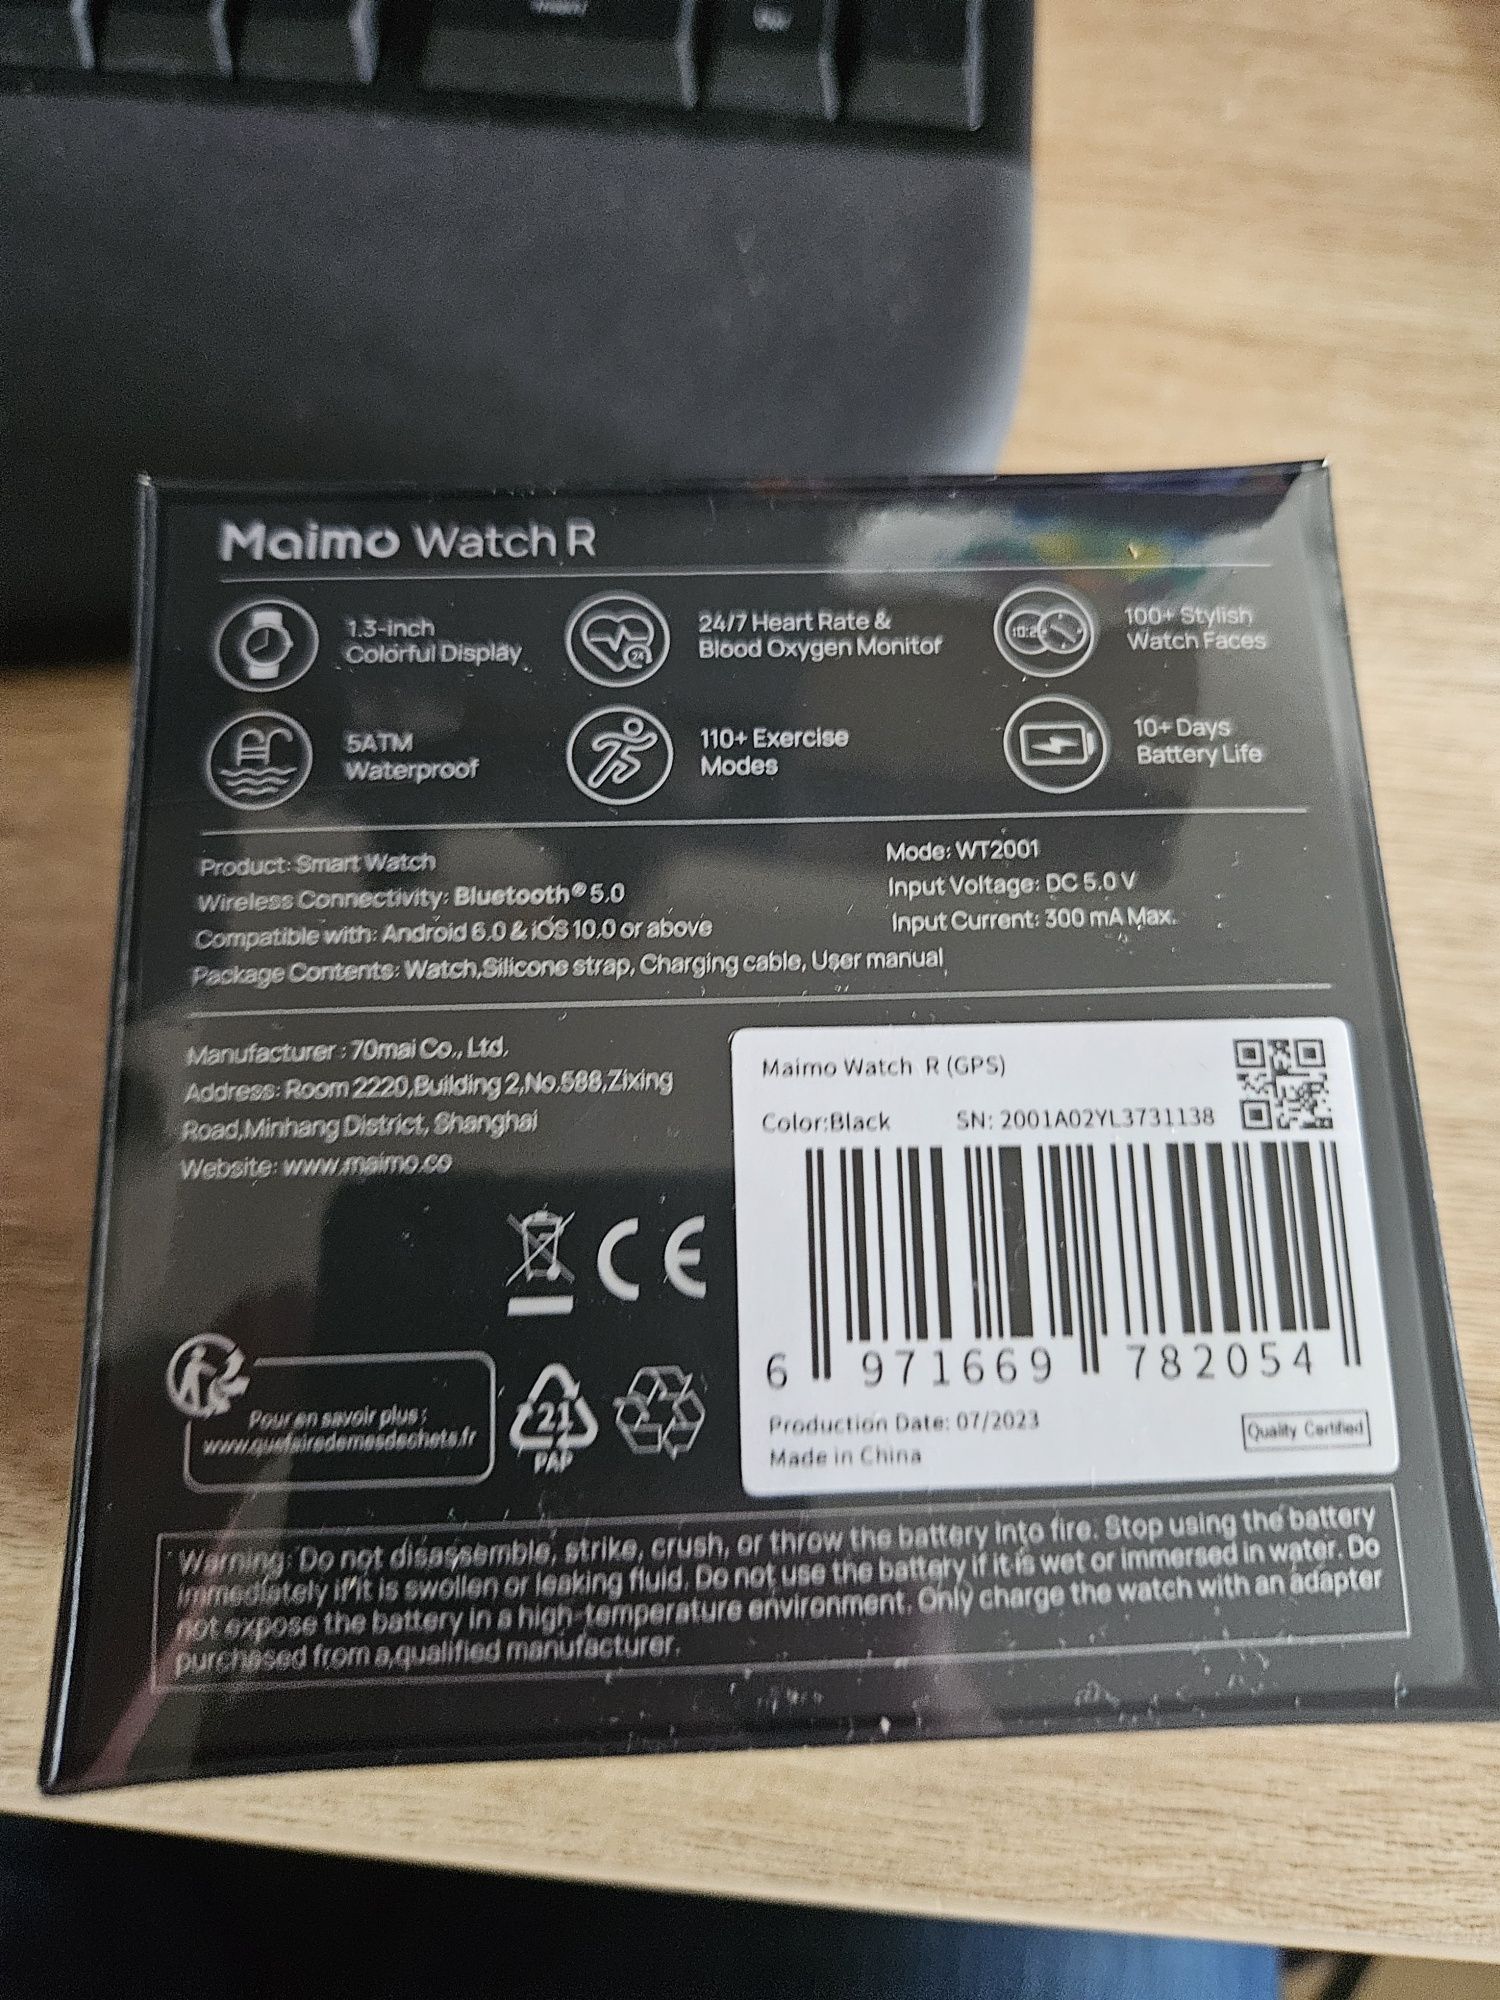 Maimo Watch R
1.3-inch
Colorful Display
24/7 Heart Rate &
Blood Oxygen Monitor
100+ Stylish
Watch Faces
5ATM
Waterproof
110+ Exercise
Modes
10+ Days
Battery Life
Product: Smart Watch
Wireless Connectivity: Bluetooth® 5.0
Compatible with: Android 6.0 & iOS 10.0 or above
Package Contents: Watch,Silicone strap, Charging cable, User manual
Mode: WT2001
Input Voltage: DC 5.0 V
Input Current: 300 mA Max.
Manufacturer : 70mai Co., Ltd.
Address: Room 2220,Building 2,No.588,Zixing
Road,Minhang District, Shanghai
Website: www.maimo.co
CE
Pour en savoir plus :
www.quefairedemesdechets.fr
21
PAP
Maimo Watch R (GPS)
Color:Black
SN: 2001A02YL3731138
6 971669 782054
Production Date: 07/2023
Made in China
Quality Certified
Warning: Do not disassemble, strike, crush, or throw the battery into fire. Stop using the battery
immediately if it is swollen or leaking fluid. Do not use the battery if it is wet or immersed in water. Do
not expose the battery in a high-temperature environment. Only charge the watch with an adapter
purchased from a qualified manufacturer.